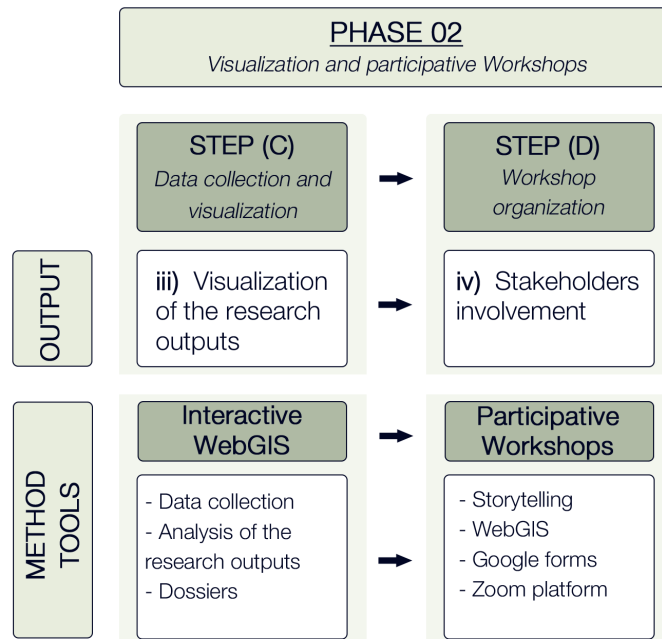 PHASE 02
Visualization and participative Workshops
STEP (C)
Data collection and
visualization
STEP (D)
Workshop
organization
OUTPUT
iii) Visualization
of the research
outputs
iv) Stakeholders
involvement
METHOD
TOOLS
Interactive
WebGIS
Participative
Workshops
- Data collection
- Analysis of the
research outputs
- Dossiers
- Storytelling
- WebGIS
- Google forms
- Zoom platform